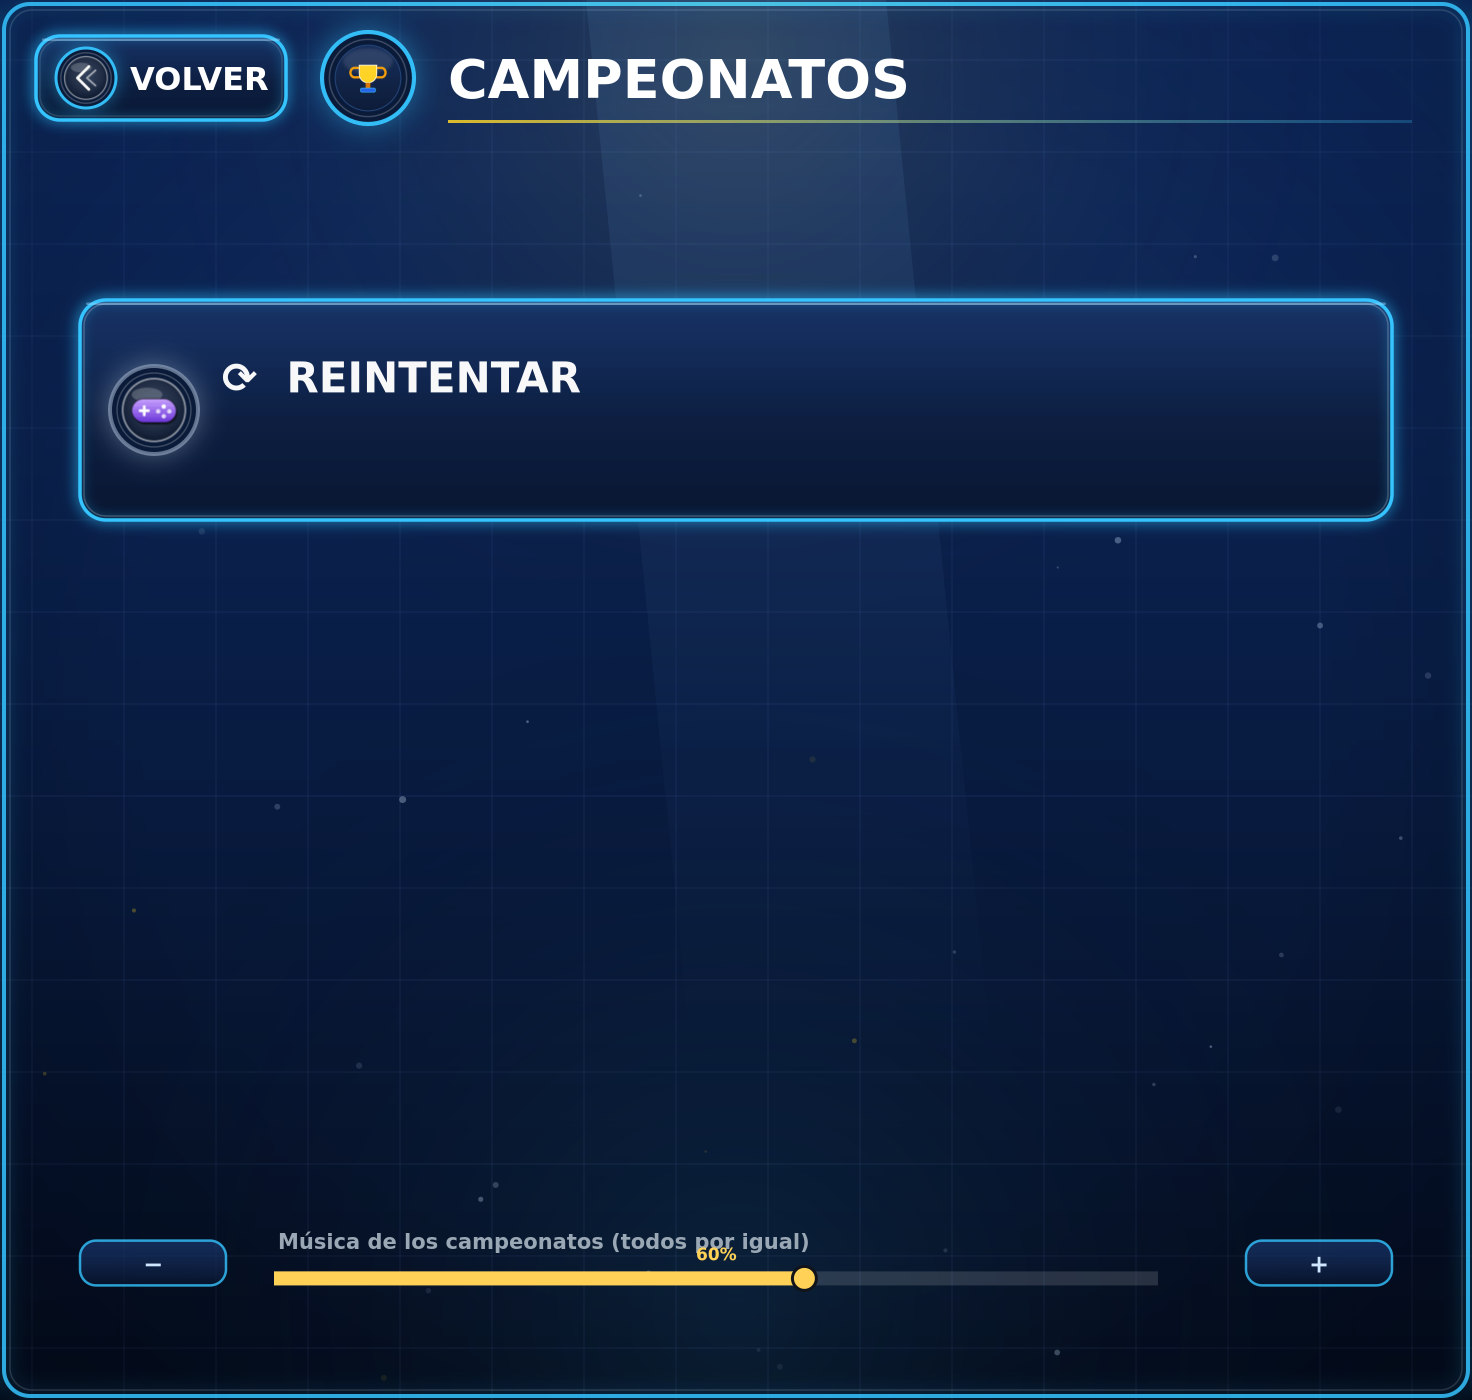 VOLVER
CAMPEONATOS
⟳ REINTENTAR
Música de los campeonatos (todos por igual)
60%
–
+